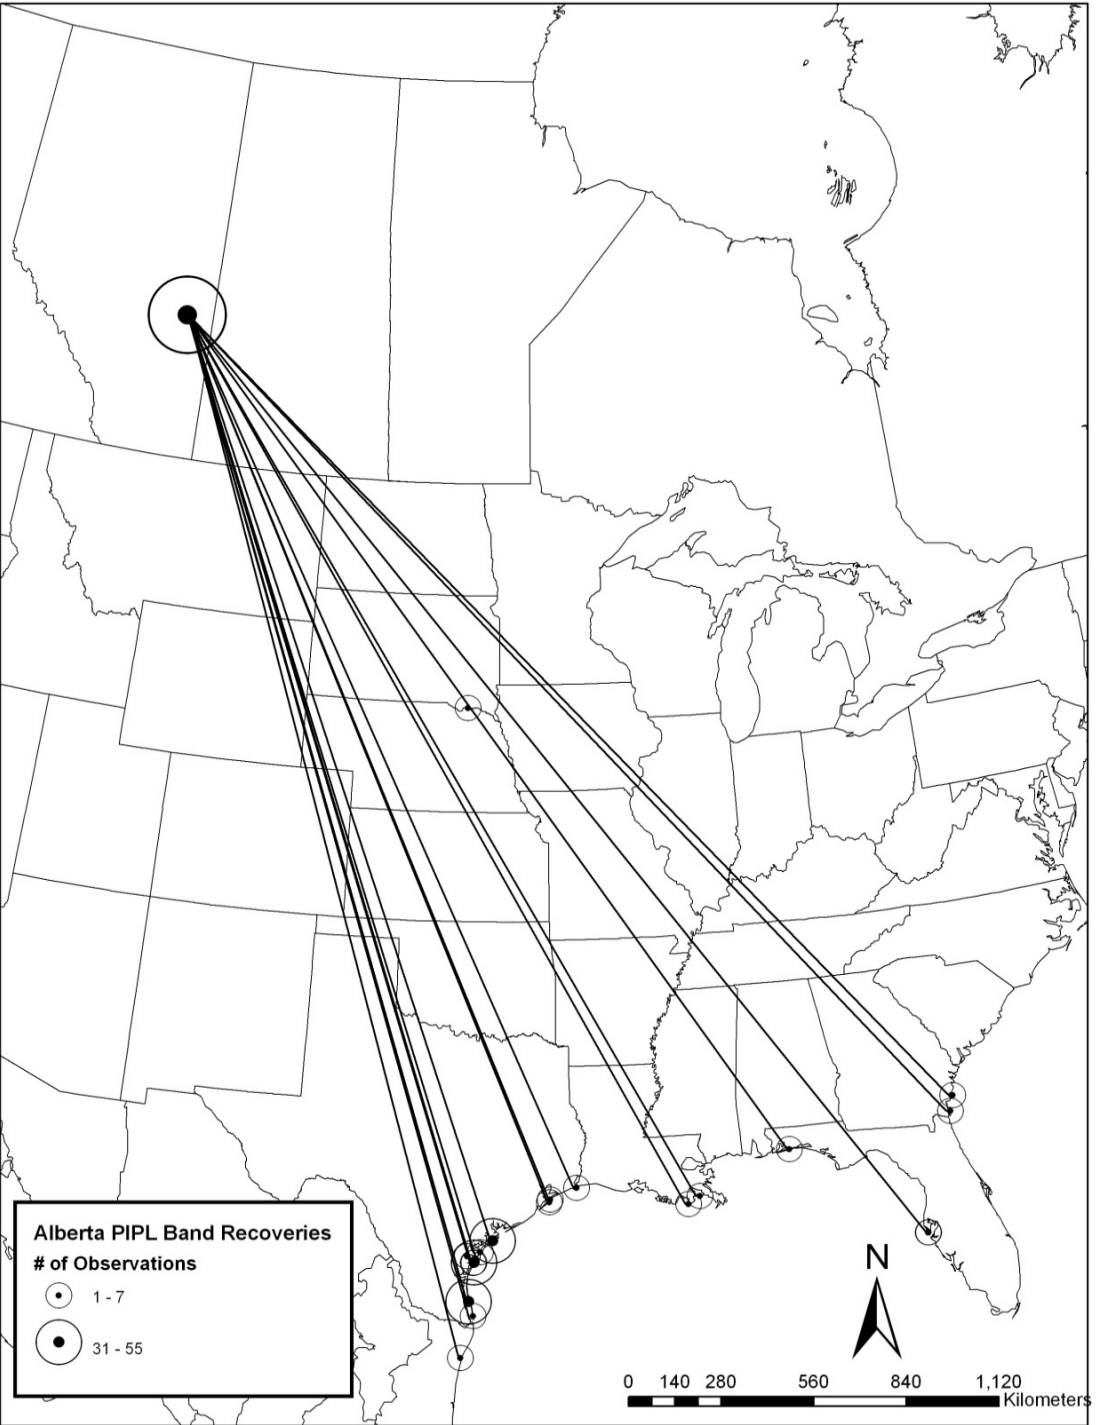 Alberta PIPL Band Recoveries
# of Observations
1 - 7
31 - 55
N
0 140 280 560 840 1,120
Kilometers